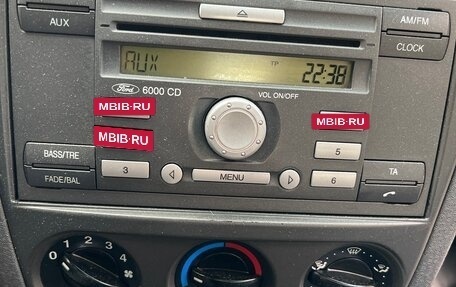 AUX
AM/FM
CLOCK
AUX TP 22:38
Ford 6000 CD
VOL ON/OFF
MBIB-RU
MBIB-RU
MBIB-RU
BASS/TRE
5
3
MENU
6
TA
FADE/BAL
0 1 2 3 4